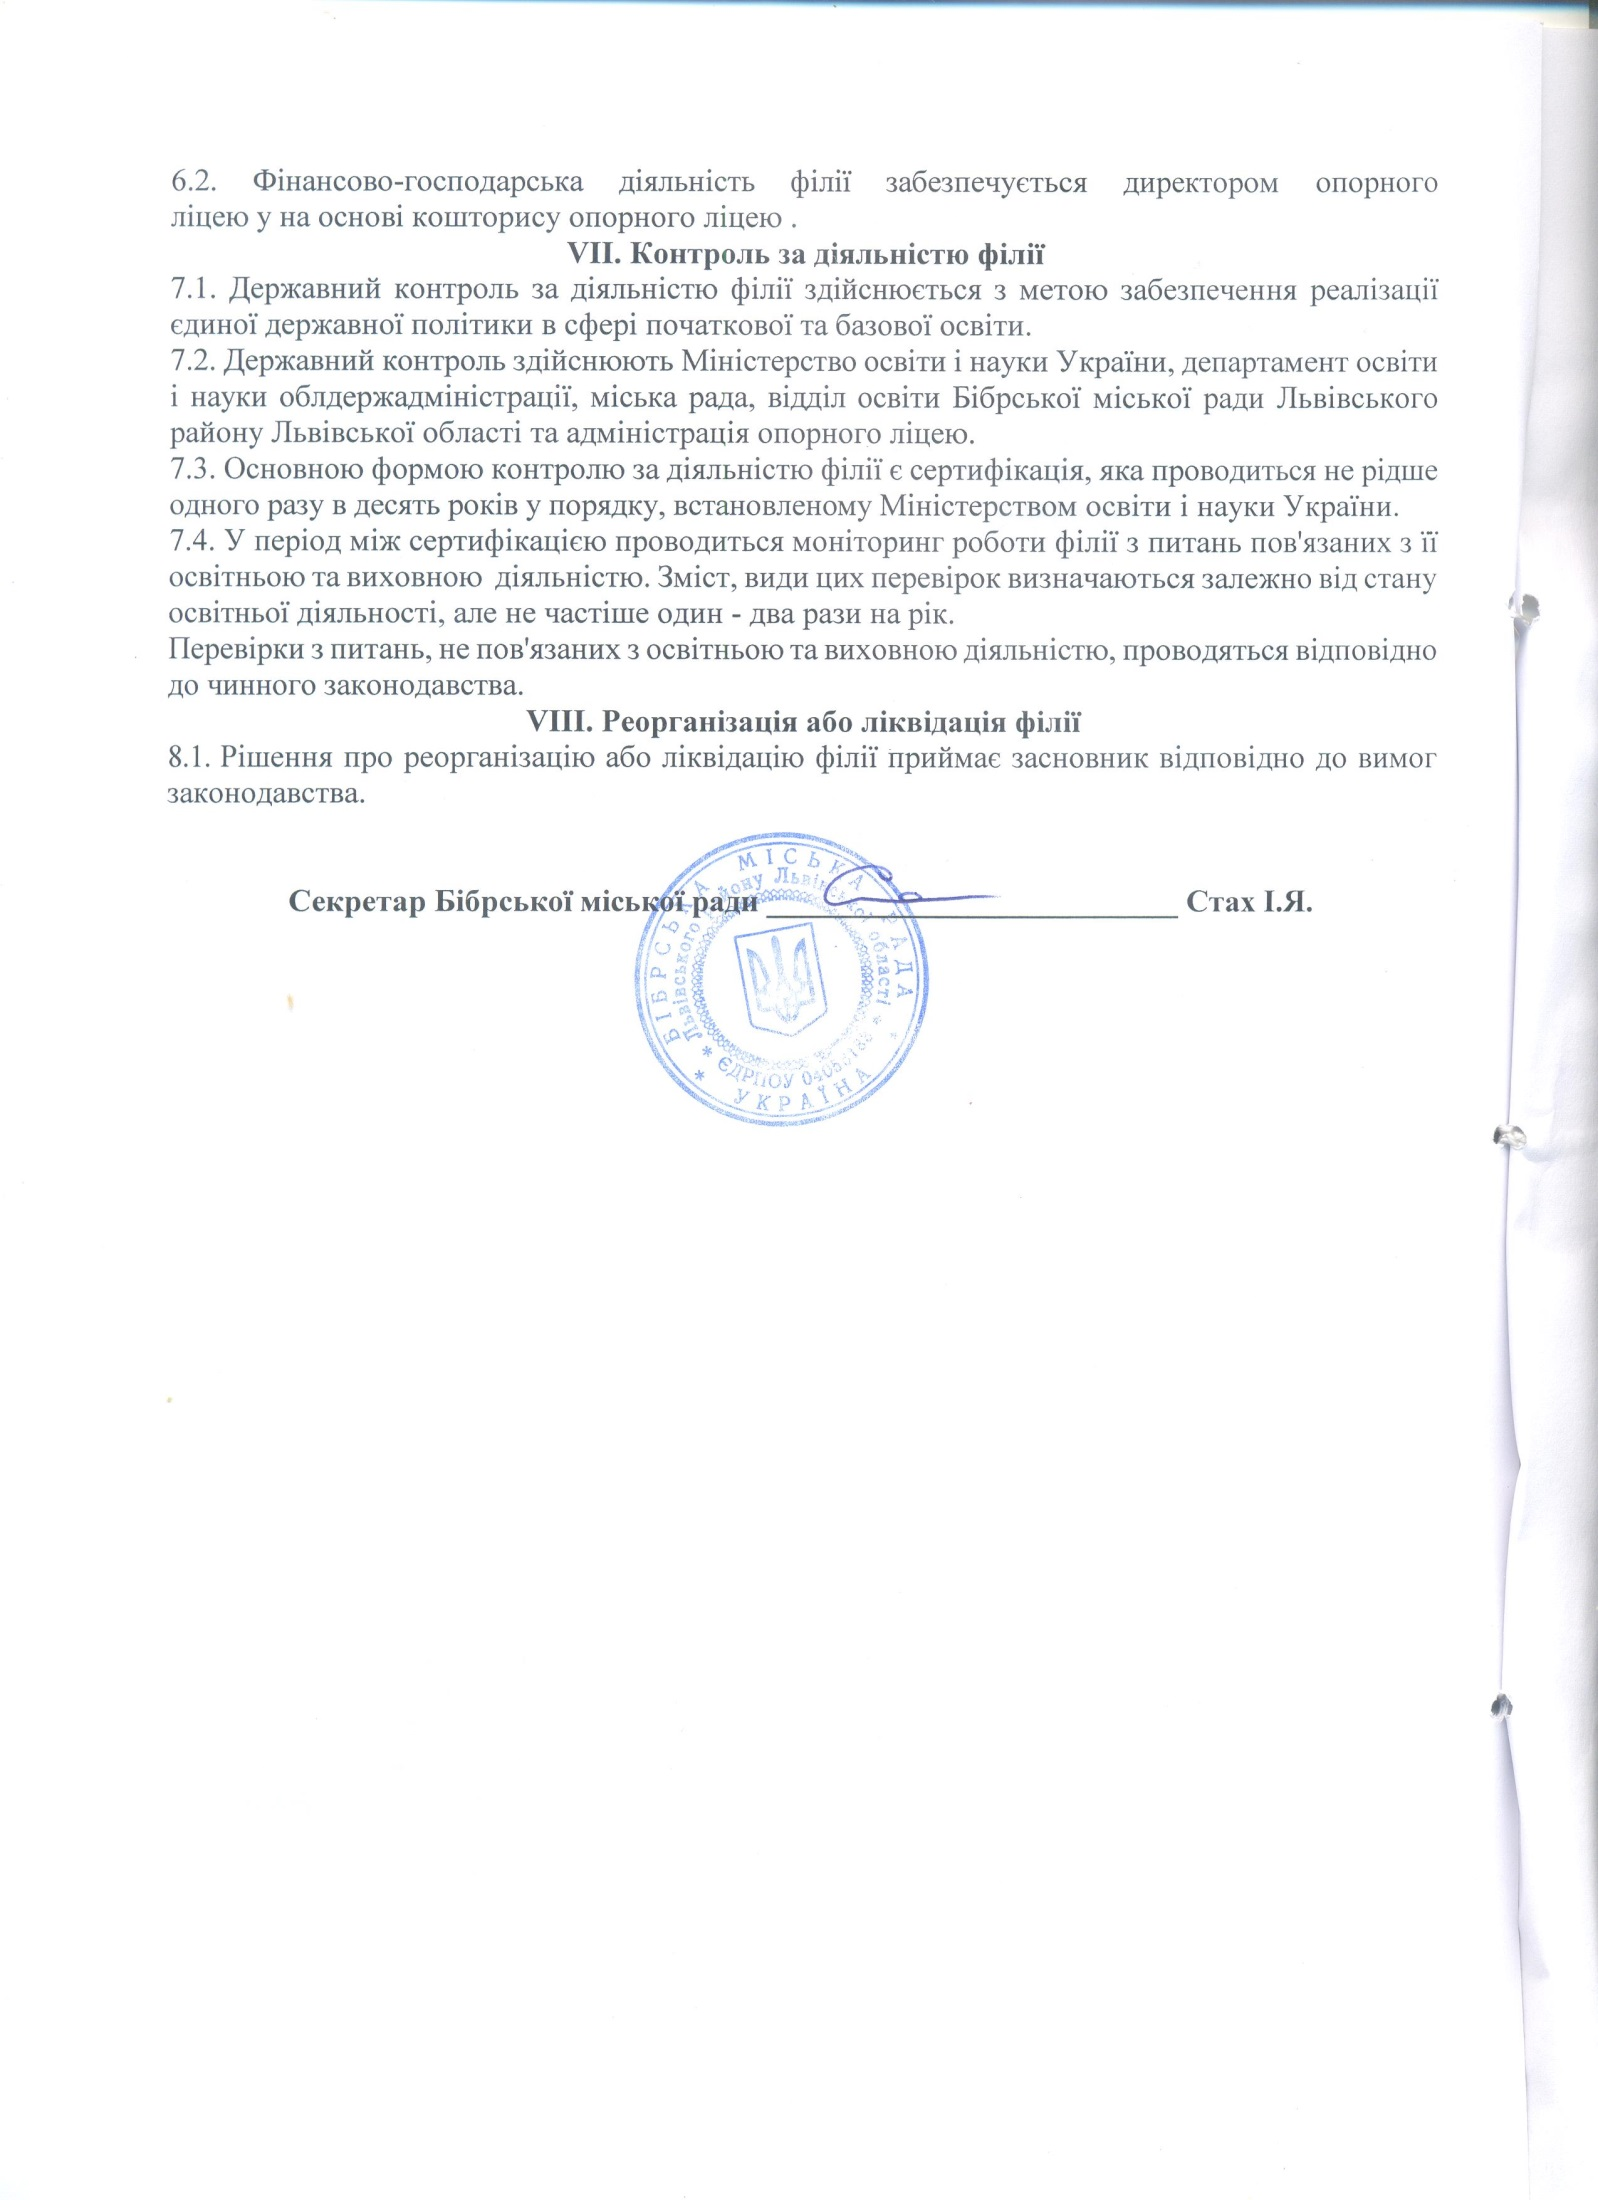 6.2. Фінансово-господарська діяльність філії забезпечується директором опорного
ліцею у на основі кошторису опорного ліцею .
VII. Контроль за діяльністю філії
7.1. Державний контроль за діяльністю філії здійснюється з метою забезпечення реалізації
єдиної державної політики в сфері початкової та базової освіти.
7.2. Державний контроль здійснюють Міністерство освіти і науки України, департамент освіти
і науки облдержадміністрації, міська рада, відділ освіти Бібрської міської ради Львівського
району Львівської області та адміністрація опорного ліцею.
7.3. Основною формою контролю за діяльністю філії є сертифікація, яка проводиться не рідше
одного разу в десять років у порядку, встановленому Міністерством освіти і науки України.
7.4. У період між сертифікацією проводиться моніторинг роботи філії з питань пов'язаних з її
освітньою та виховною діяльністю. Зміст, види цих перевірок визначаються залежно від стану
освітньої діяльності, але не частіше один - два рази на рік.
Перевірки з питань, не пов'язаних з освітньою та виховною діяльністю, проводяться відповідно
до чинного законодавства.
VIII. Реорганізація або ліквідація філії
8.1. Рішення про реорганізацію або ліквідацію філії приймає засновник відповідно до вимог
законодавства.
Секретар Бібрської міської ради ___________________________ Стах І.Я.
БІБРСЬКА МІСЬКА РАДА
Львівського району Львівської області
* ЄДРПОУ
* УКРАЇНА *